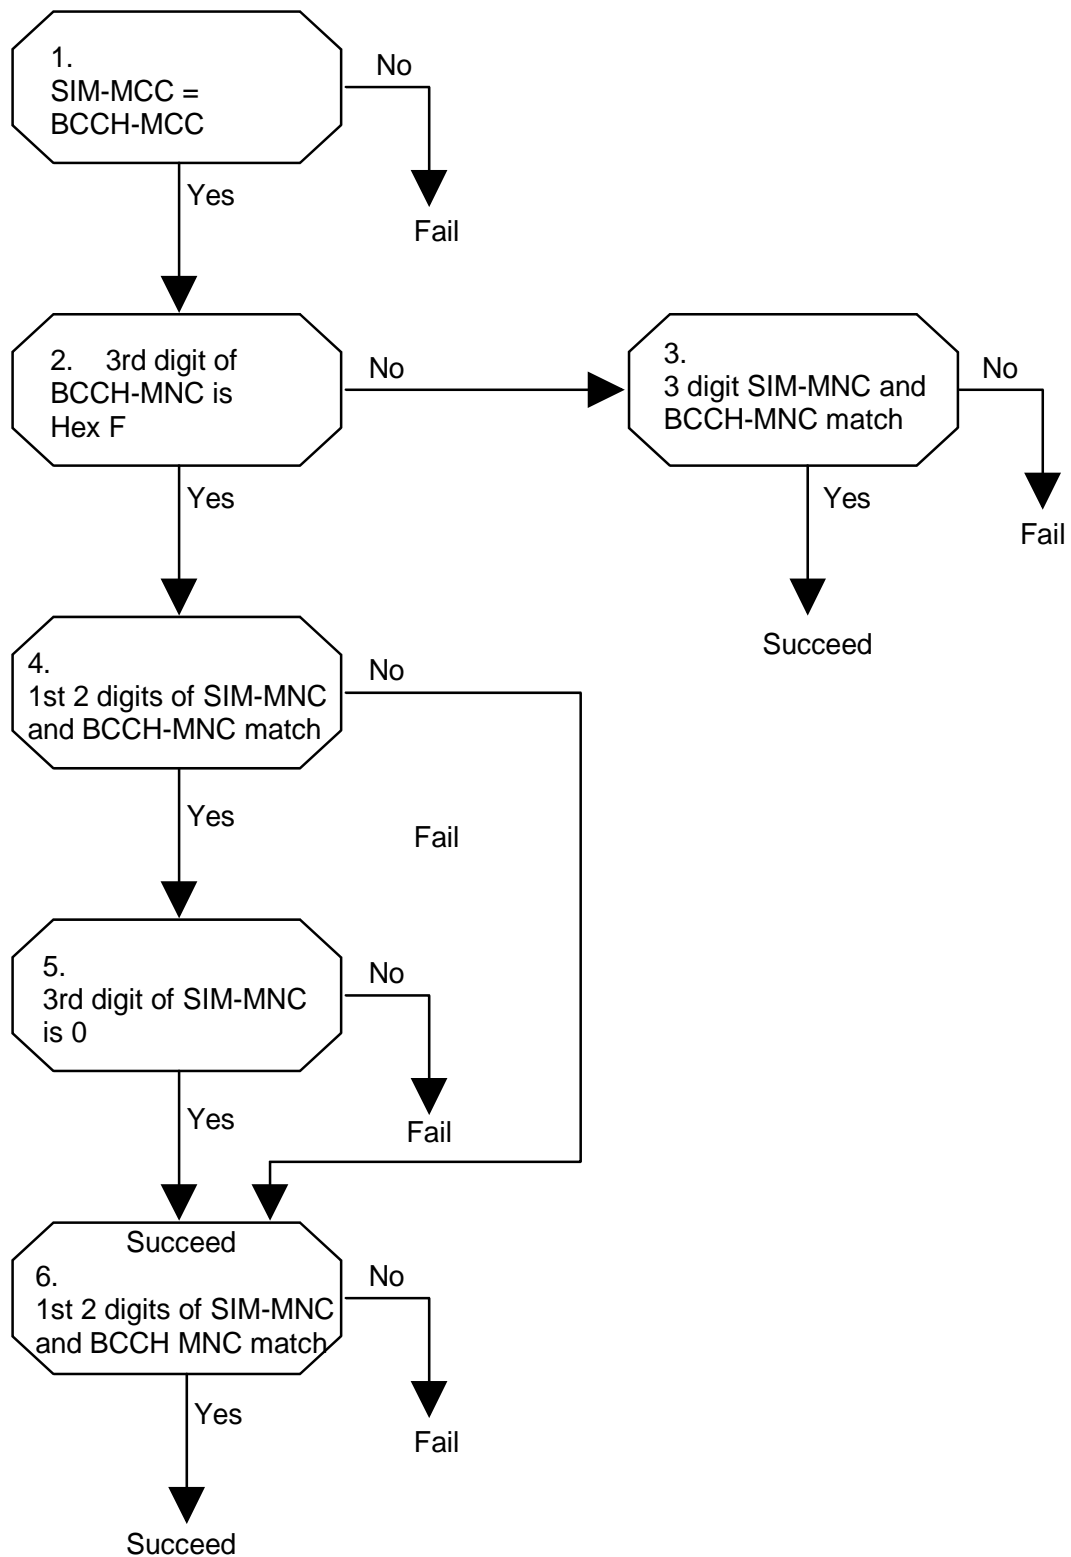 1.
SIM-MCC =
BCCH-MCC
No
Yes
Fail
2. 3rd digit of
BCCH-MNC is
Hex F
No
3.
3 digit SIM-MNC and
BCCH-MNC match
No
Yes
Yes
Fail
Succeed
4.
1st 2 digits of SIM-MNC
and BCCH-MNC match
No
Yes
Fail
5.
3rd digit of SIM-MNC
is 0
No
Yes
Fail
Succeed
6.
1st 2 digits of SIM-MNC
and BCCH MNC match
No
Yes
Fail
Succeed